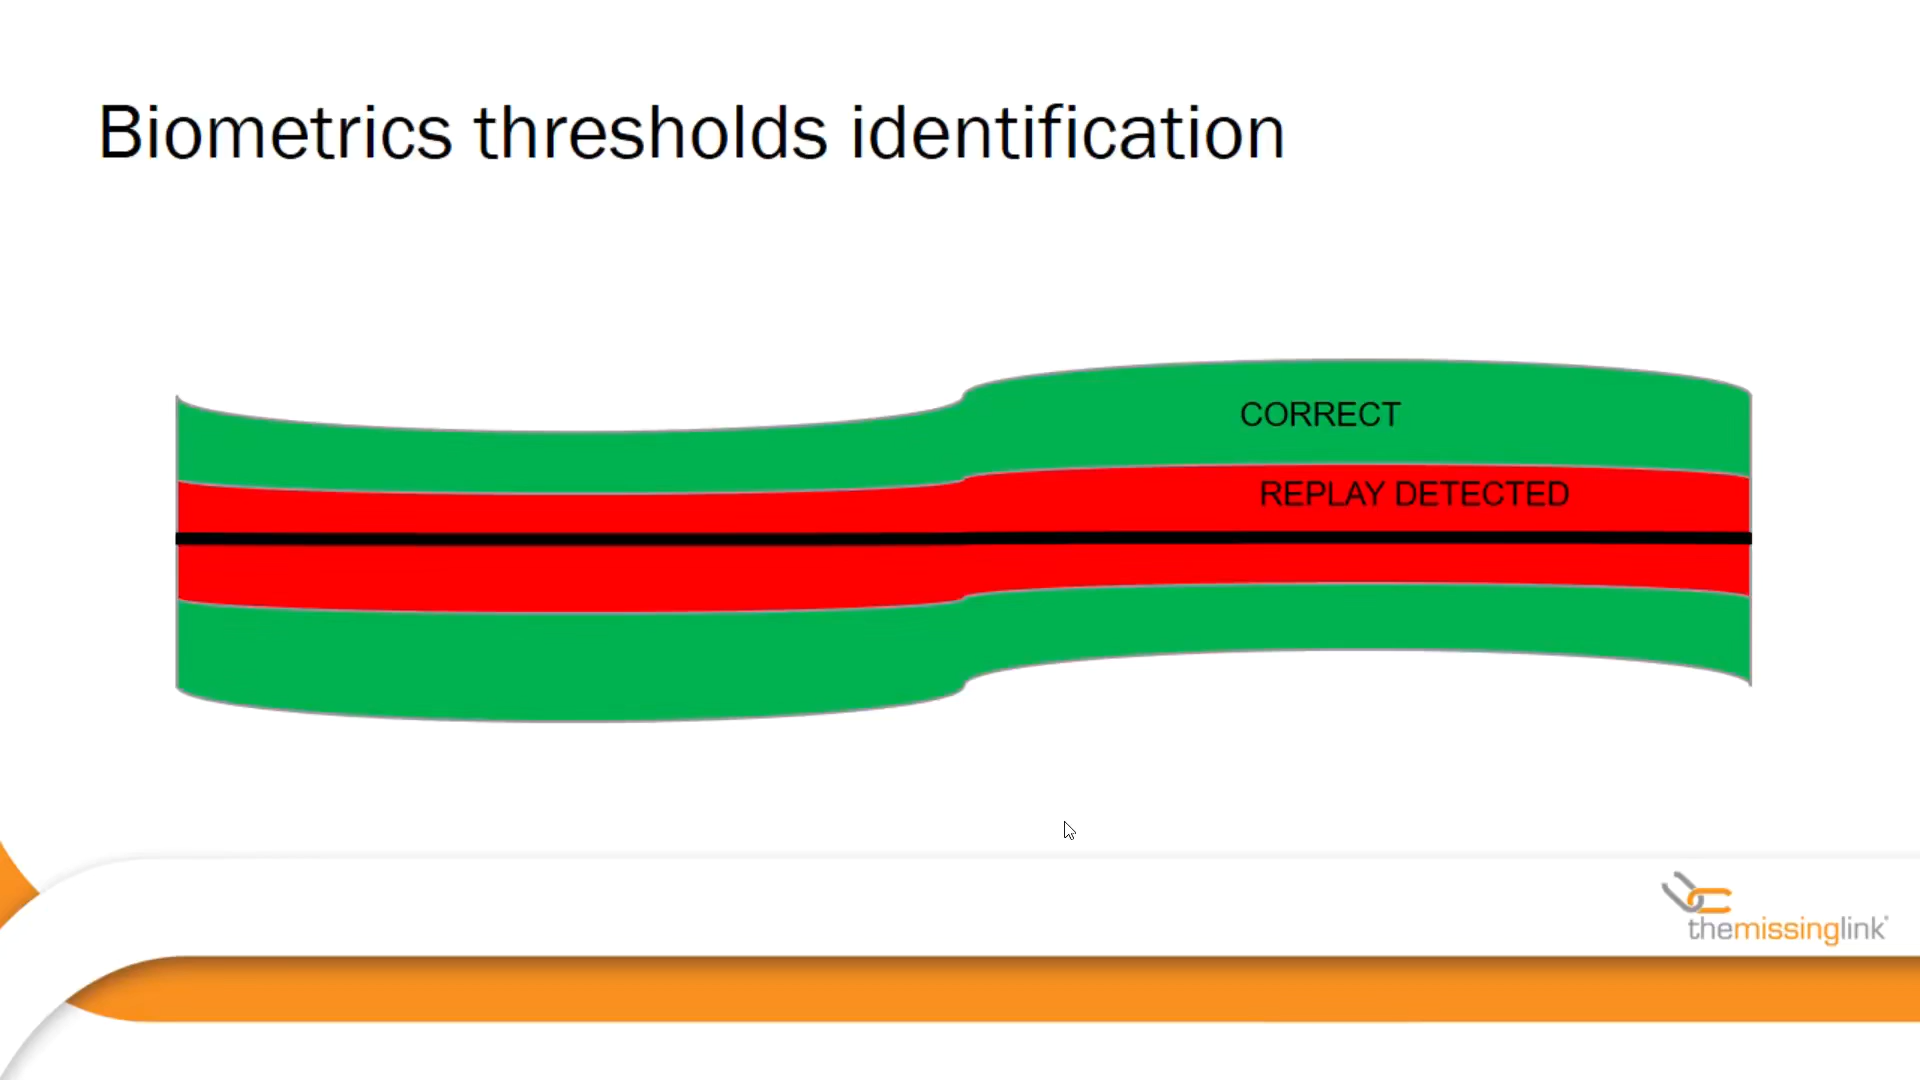 Biometrics thresholds identification
CORRECT
REPLAY DETECTED
themissinglink